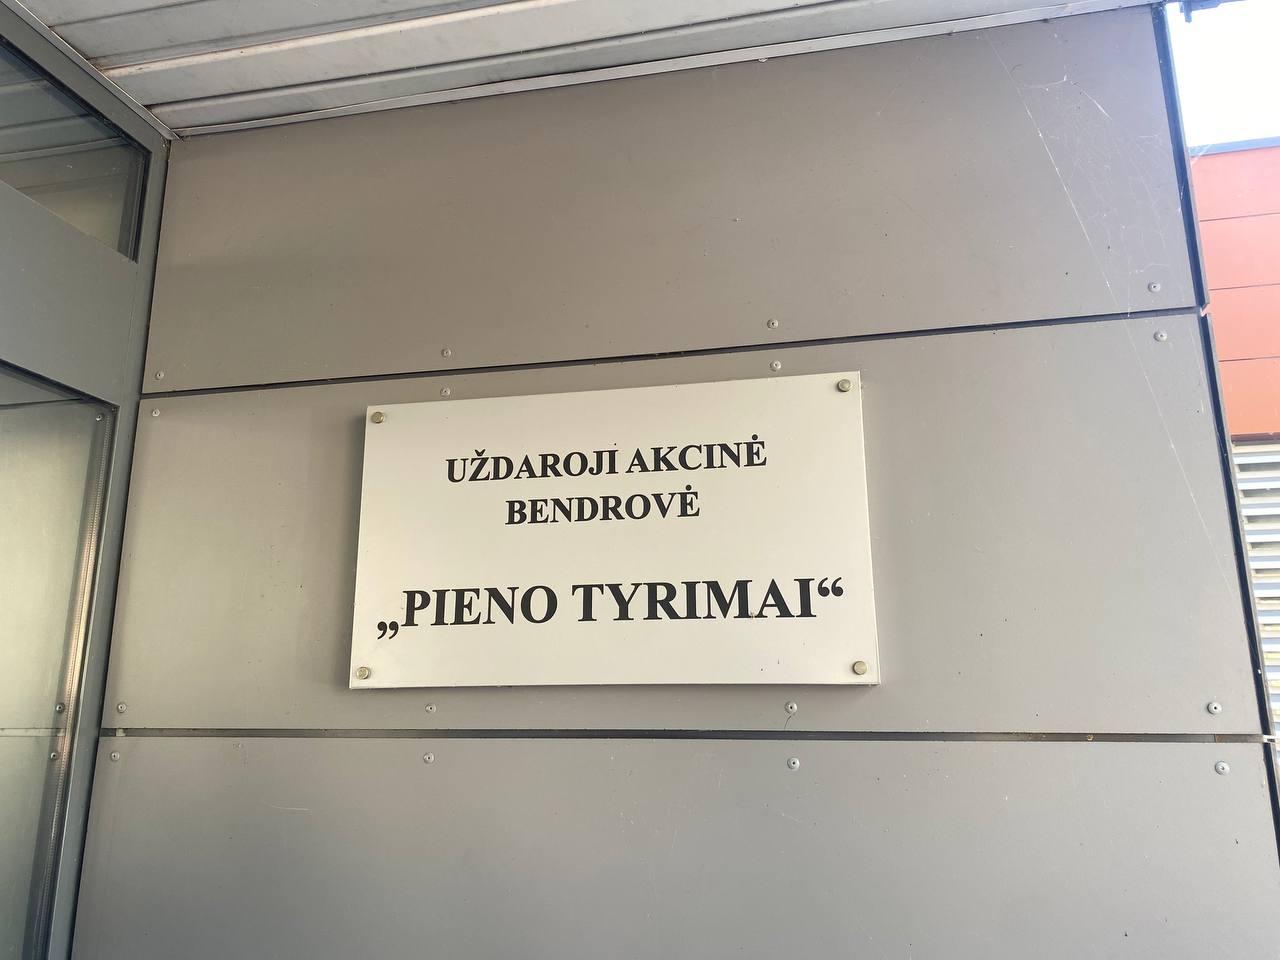 UŽDAROJI AKCINĖ
BENDROVĖ
„PIENO TYRIMAI“